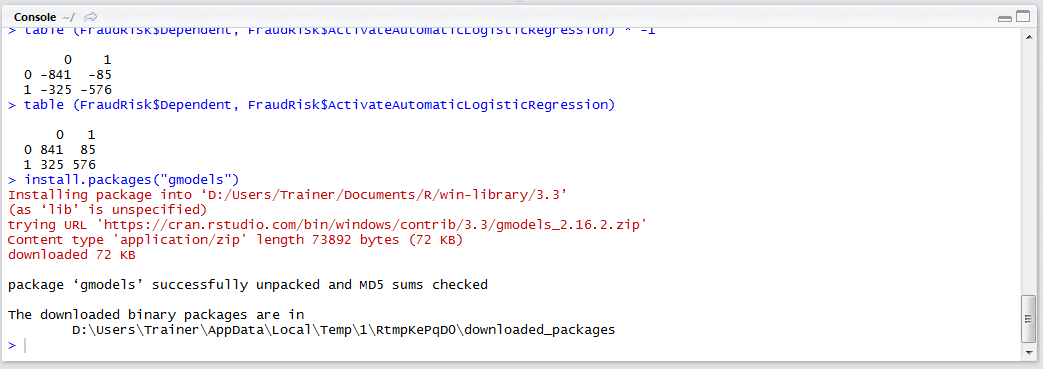 Console ~/
> table (FraudRisk$Dependent, FraudRisk$ActivateAutomaticLogisticRegression) * -1
0 1
0 -841 -85
1 -325 -576
> table (FraudRisk$Dependent, FraudRisk$ActivateAutomaticLogisticRegression)
0 1
0 841 85
1 325 576
> install.packages("gmodels")
Installing package into ‘D:/Users/Trainer/Documents/R/win-library/3.3’
(as ‘lib’ is unspecified)
trying URL 'https://cran.rstudio.com/bin/windows/contrib/3.3/gmodels_2.16.2.zip'
Content type 'application/zip' length 73892 bytes (72 KB)
downloaded 72 KB
package ‘gmodels’ successfully unpacked and MD5 sums checked
The downloaded binary packages are in
D:\Users\Trainer\AppData\Local\Temp\1\RtmpKePqD0\downloaded_packages
>